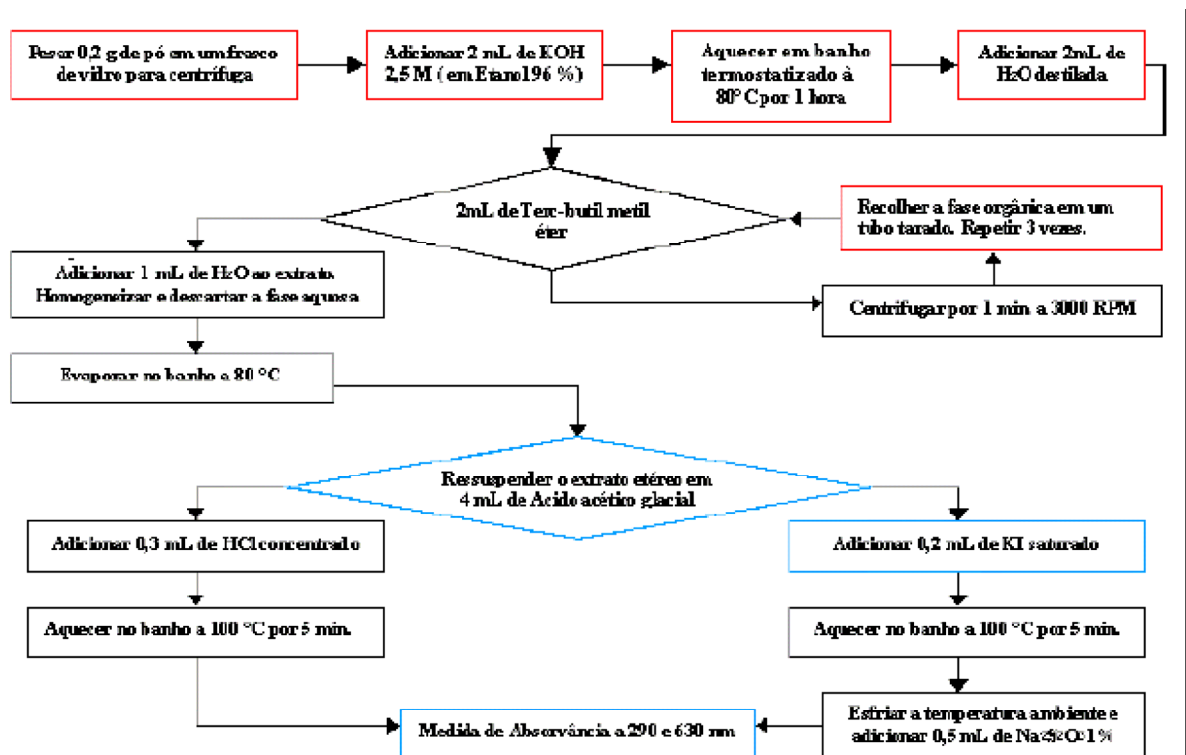 Pesar 0,2 g de pó em um frasco
de vitro para centrífuga
Adicionar 2 mL de KOH
2,5 M ( em Etanol 96 %)
Aquecer em banho
termostatizado à
80° C por 1 hora
Adicionar 2mL de
H₂O destilada
2mL de Terc-butil metil
éter
Recolher a fase orgânica em um
tubo tarado. Repetir 3 vezes.
Adicionar 1 mL de H₂O ao extrato.
Homogeneizar e descartar a fase aquosa
Centrifugar por 1 min. a 3000 RPM
Evaporar no banho a 80 °C
Ressuspender o extrato etéreo em
4 mL de Acido acético glacial
Adicionar 0,3 mL de HCl concentrado
Adicionar 0,2 mL de KI saturado
Aquecer no banho a 100 °C por 5 min.
Aquecer no banho a 100 °C por 5 min.
Medida de Absorvância a 290 e 630 nm
Esfriar a temperatura ambiente e
adicionar 0,5 mL de Na₂S₂O₃ 1%